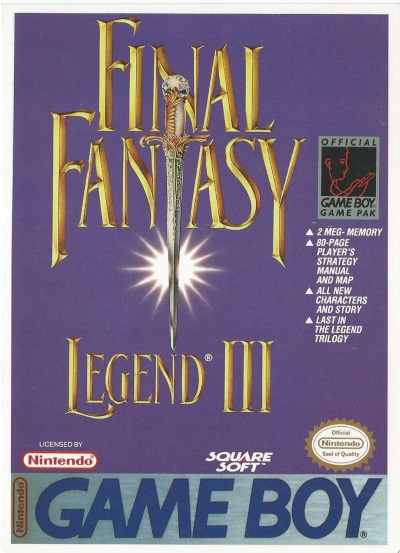 FINAL
FANTASY
LEGEND® III
OFFICIAL
GAME BOY
GAME PAK
▲ 2 MEG- MEMORY
▲ 80-PAGE
PLAYER'S
STRATEGY
MANUAL
AND MAP
▲ ALL NEW
CHARACTERS
AND STORY
▲ LAST IN
THE LEGEND
TRILOGY
LICENSED BY
Nintendo®
SQUARE
SOFT™
Official
Nintendo
Seal of Quality
®
Nintendo
GAME BOY®